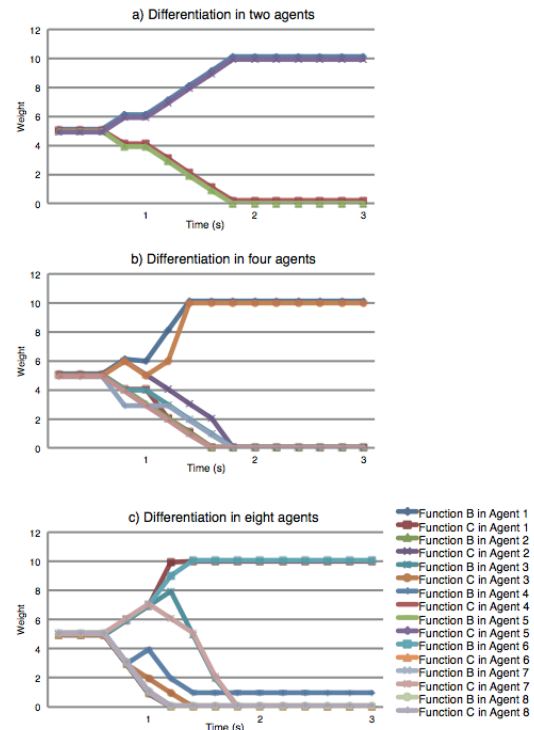 a) Differentiation in two agents
12
10
8
6
4
2
0
Weight
1
2
3
Time (s)
b) Differentiation in four agents
12
10
8
6
4
2
0
Weight
1
2
3
Time (s)
c) Differentiation in eight agents
12
10
8
6
4
2
0
Weight
1
2
3
Time (s)
Function B in Agent 1
Function C in Agent 1
Function B in Agent 2
Function C in Agent 2
Function B in Agent 3
Function C in Agent 3
Function B in Agent 4
Function C in Agent 4
Function B in Agent 5
Function C in Agent 5
Function B in Agent 6
Function C in Agent 6
Function B in Agent 7
Function C in Agent 7
Function B in Agent 8
Function C in Agent 8